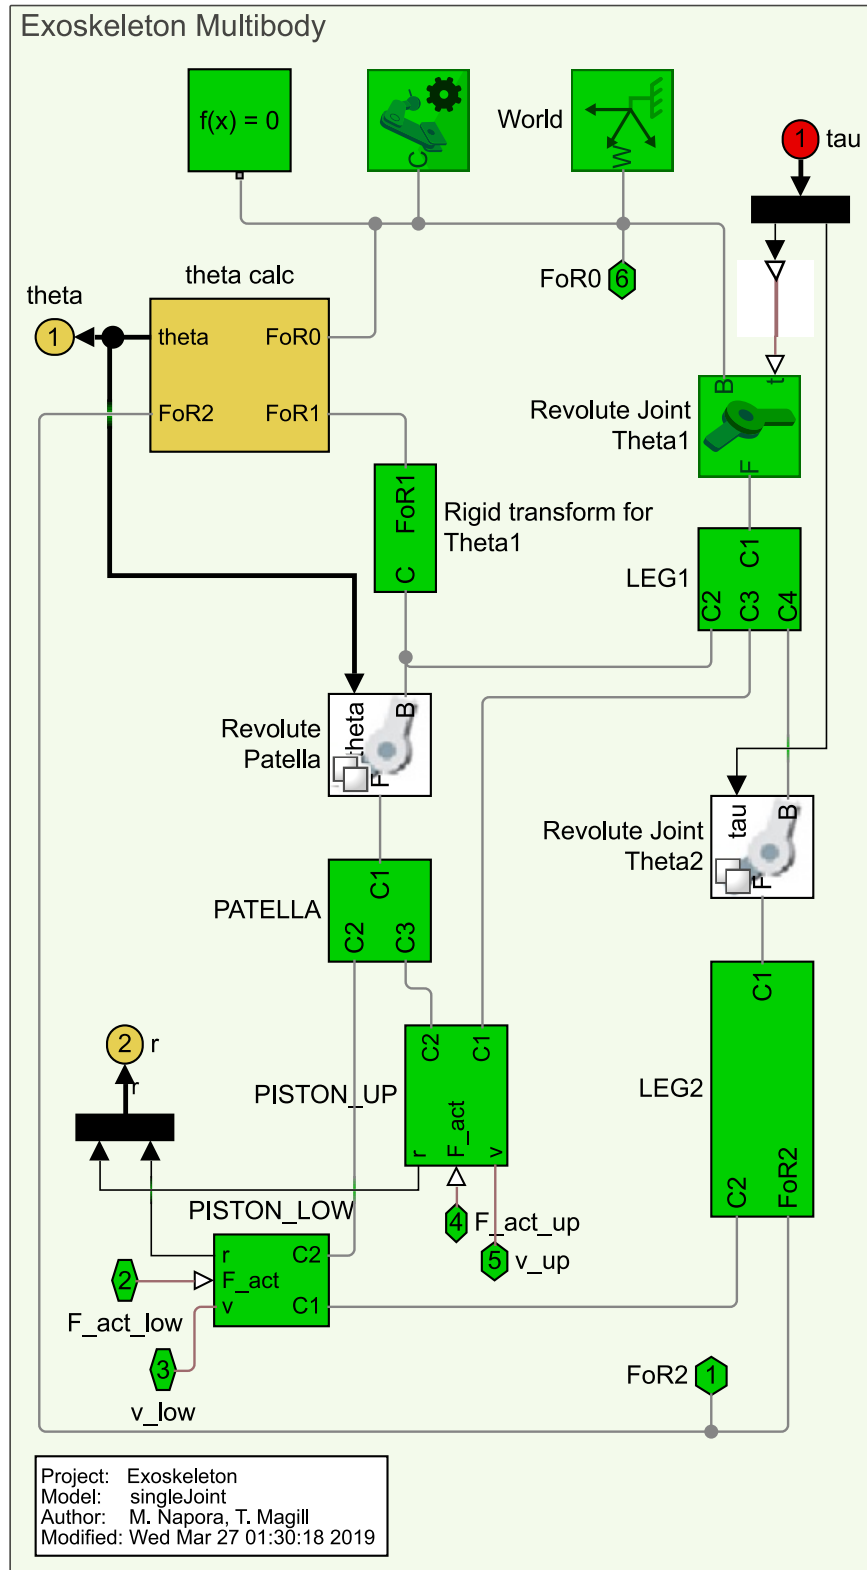 Exoskeleton Multibody
f(x) = 0
C
World
W
1
tau
FoR0
6
theta calc
theta
1
theta
FoR0
FoR2
FoR1
B
t
Revolute Joint
Theta1
F
FoR1
C
Rigid transform for
Theta1
C1
LEG1
C2
C3
C4
Revolute
Patella
theta
B
F
Revolute Joint
Theta2
tau
B
F
PATELLA
C1
C2
C3
C1
2
r
r
C2
C1
PISTON_UP
LEG2
r
F_act
v
C2
FoR2
PISTON_LOW
4
F_act_up
5
v_up
r
C2
F_act
v
C1
2
F_act_low
3
v_low
FoR2
1
Project: Exoskeleton
Model: singleJoint
Author: M. Napora, T. Magill
Modified: Wed Mar 27 01:30:18 2019